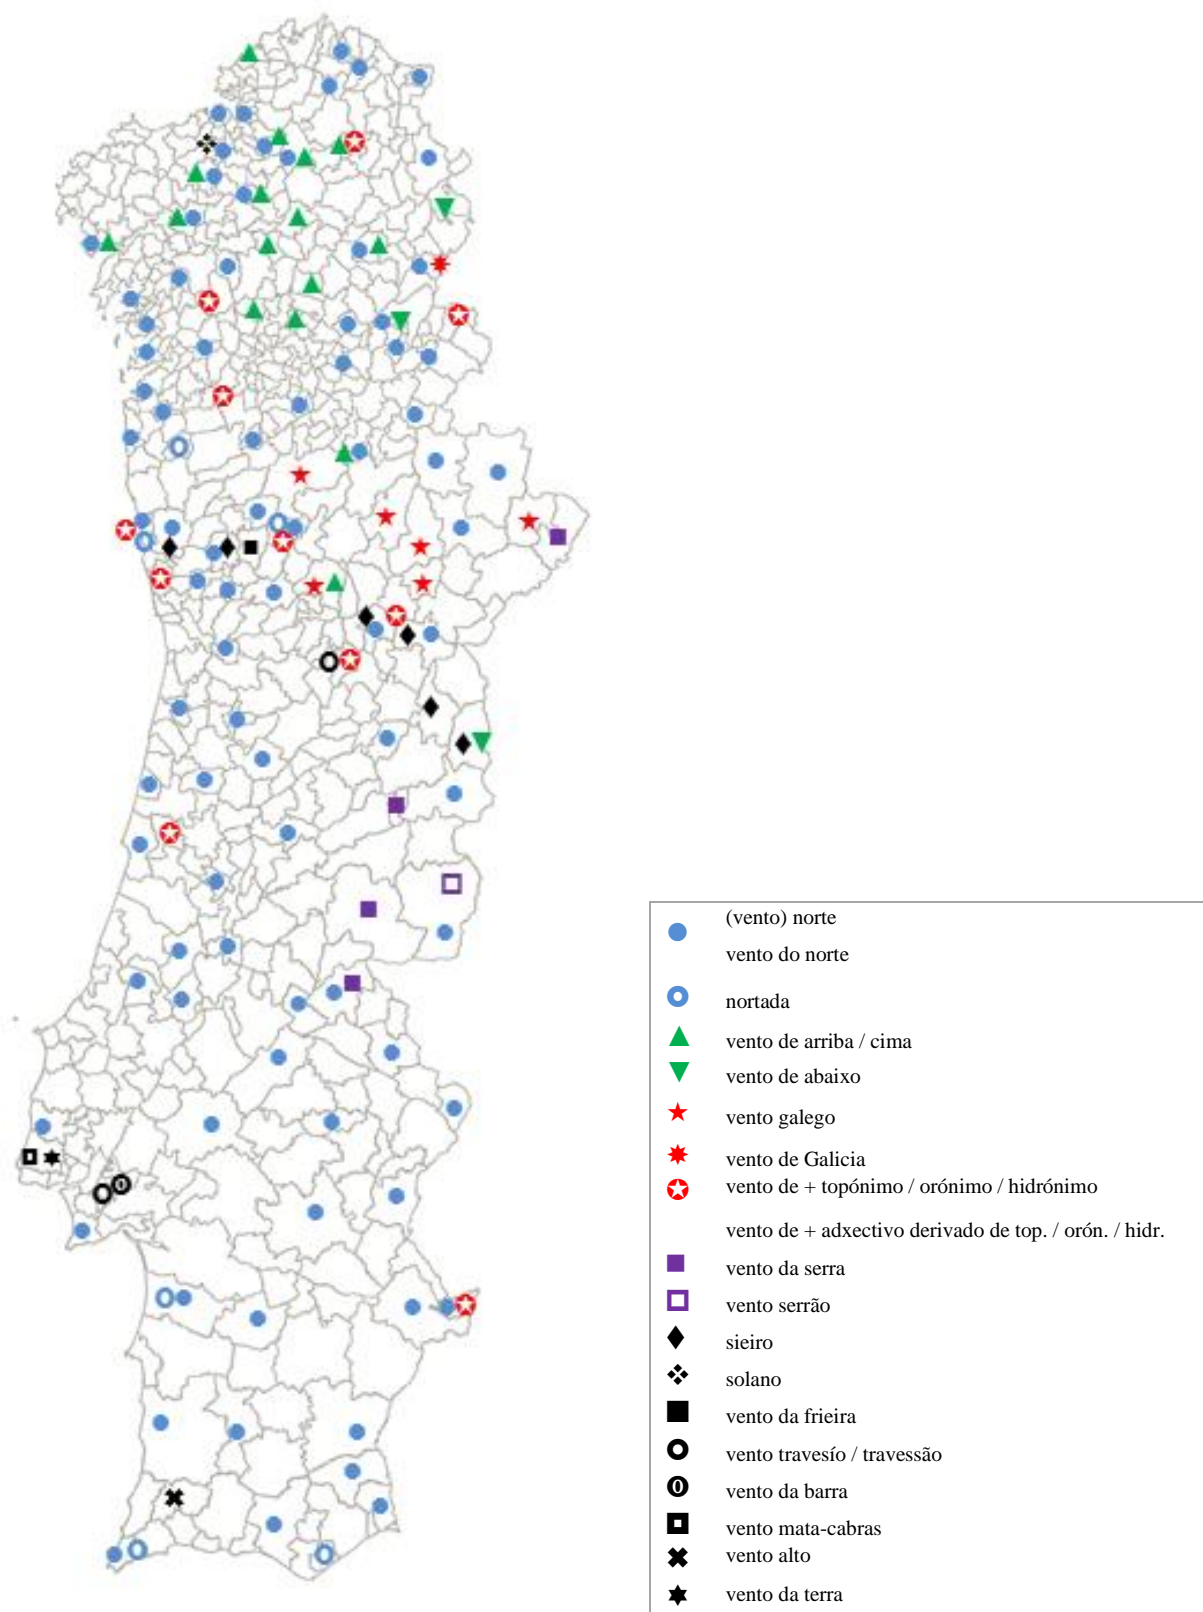 (vento) norte
vento do norte
nortada
vento de arriba / cima
vento de abaixo
vento galego
vento de Galicia
vento de + topónimo / orónimo / hidrónimo
vento de + adxectivo derivado de top. / orón. / hidr.
vento da serra
vento serrão
sieiro
solano
vento da frieira
vento travesío / travessão
vento da barra
vento mata-cabras
vento alto
vento da terra